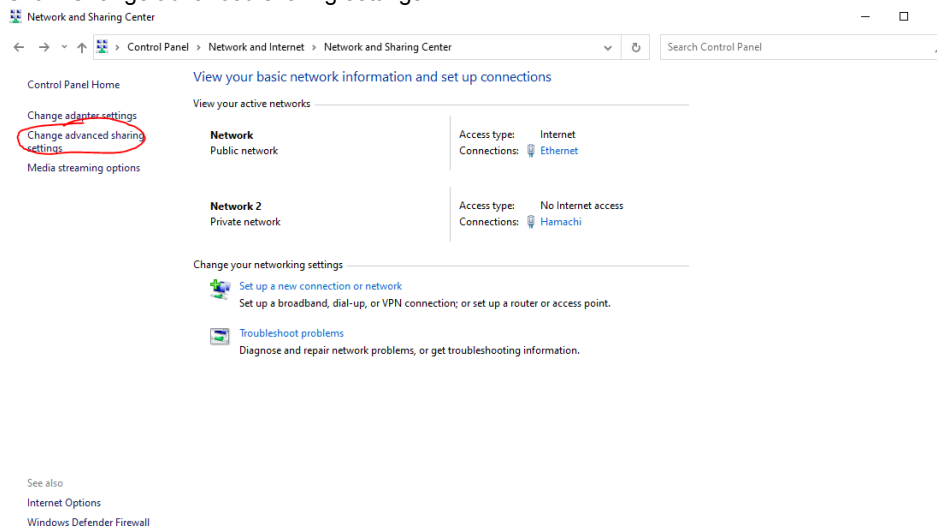 Network and Sharing Center
Control Panel > Network and Internet > Network and Sharing Center
Search Control Panel
Control Panel Home
Change adapter settings
Change advanced sharing
settings
Media streaming options
View your basic network information and set up connections
View your active networks
Network
Public network
Access type: Internet
Connections: Ethernet
Network 2
Private network
Access type: No Internet access
Connections: Hamachi
Change your networking settings
Set up a new connection or network
Set up a broadband, dial-up, or VPN connection; or set up a router or access point.
Troubleshoot problems
Diagnose and repair network problems, or get troubleshooting information.
See also
Internet Options
Windows Defender Firewall